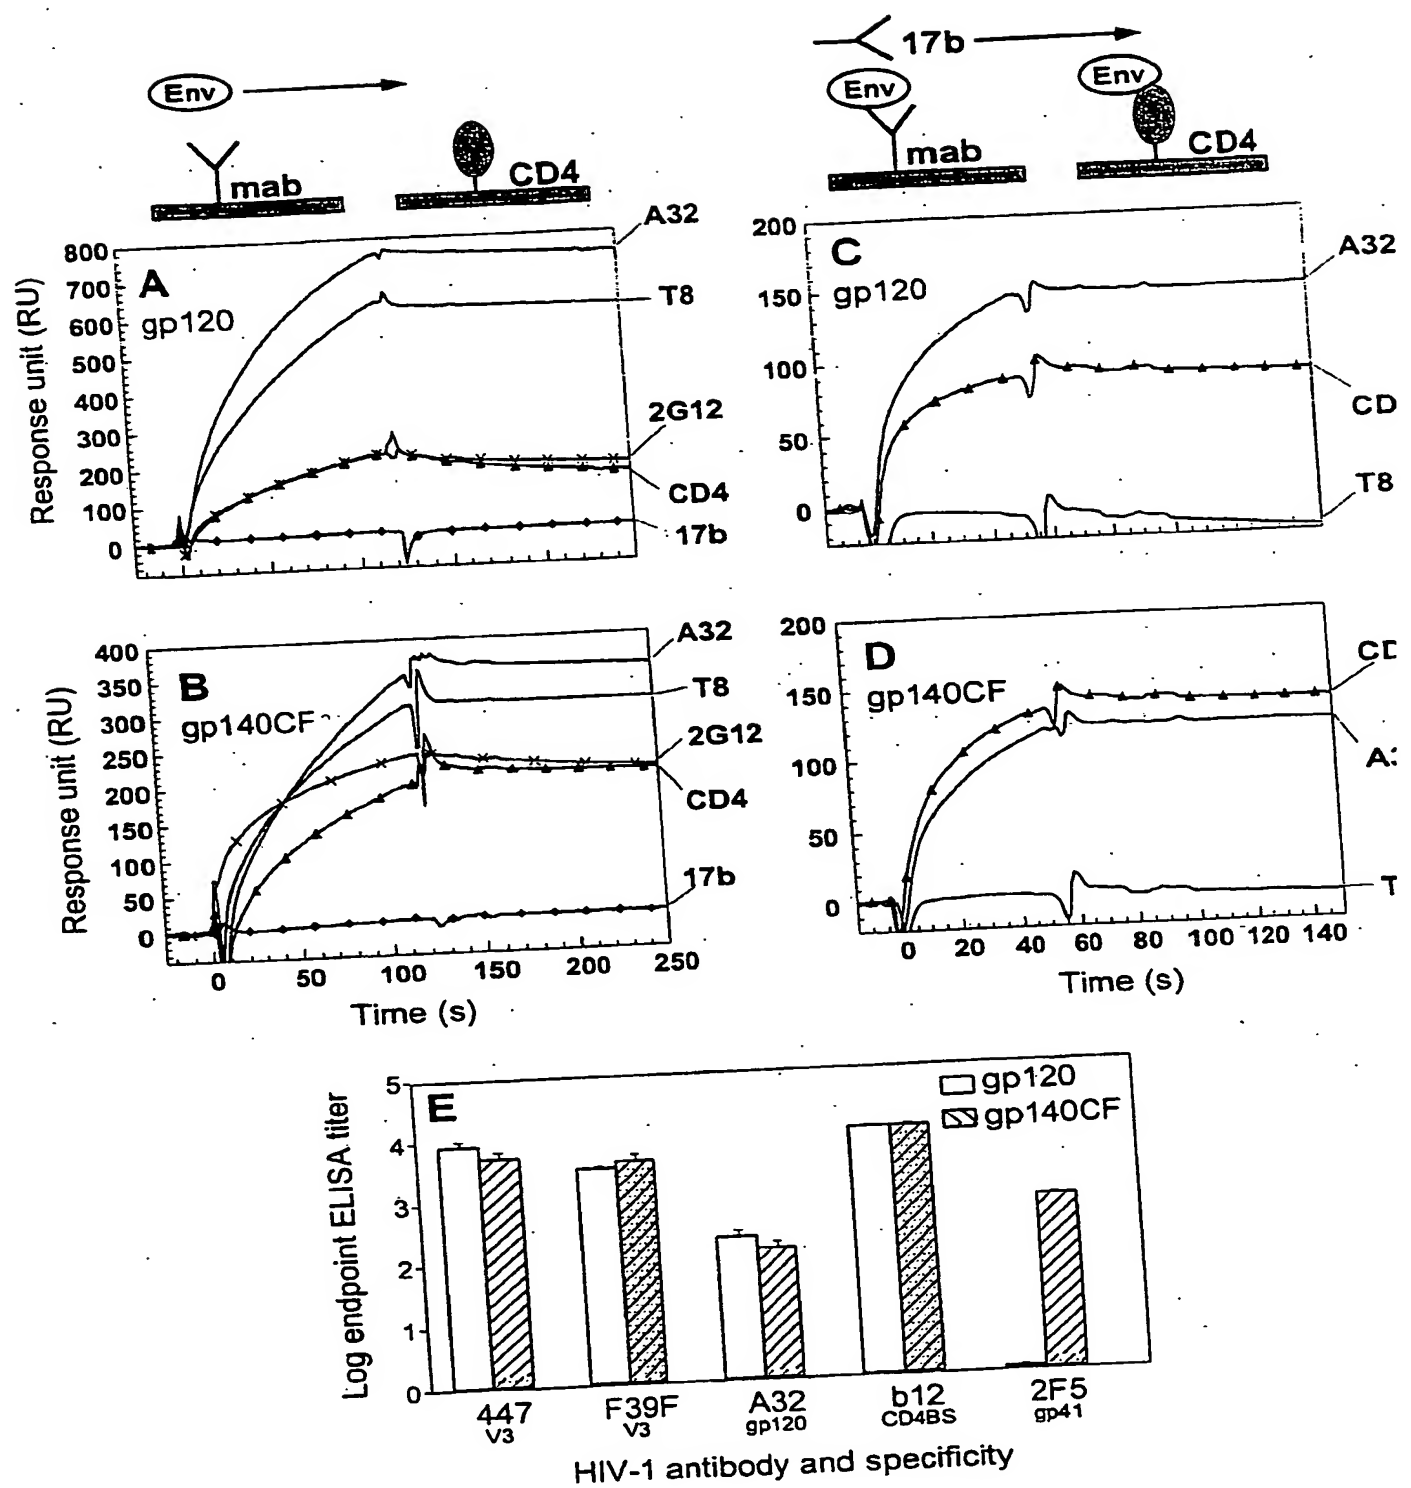 Env
mab
CD4
17b
Env
mab
Env
CD4
A
gp120
Response unit (RU)
800
700
600
500
400
300
200
100
0
A32
T8
2G12
CD4
17b
C
gp120
200
150
100
50
0
A32
CD
T8
B
gp140CF
Response unit (RU)
400
350
300
250
200
150
100
50
0
A32
T8
2G12
CD4
17b
0 50 100 150 200 250
Time (s)
D
gp140CF
200
150
100
50
0
A
T
0 20 40 60 80 100 120 140
Time (s)
E
Log endpoint ELISA titer
5
4
3
2
1
0
gp120
gp140CF
447 F39F A32 b12 2F5
V3 V3 gp120 CD4BS gp41
HIV-1 antibody and specificity